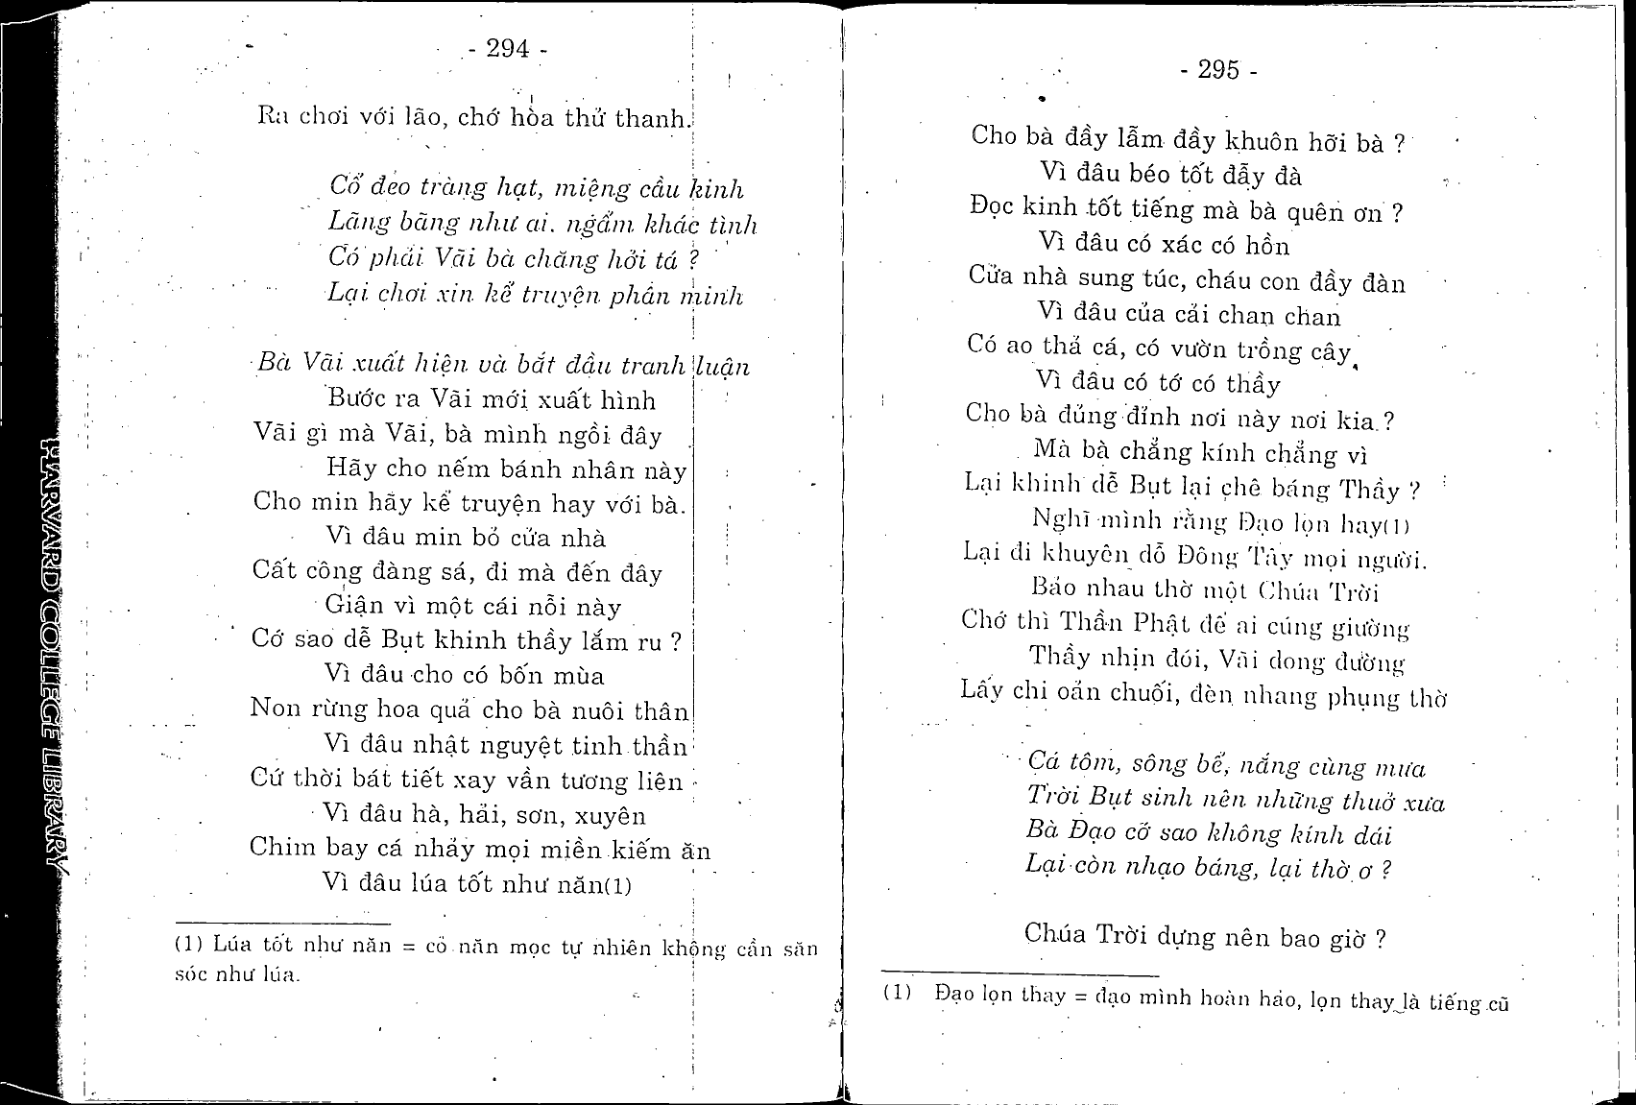 - 294 -
Ra chơi với lão, chớ hòa thử thanh.
Cổ đeo tràng hạt, miệng cầu kinh
Lãng bãng như ai. ngẩm khác tình
Có phải Vãi bà chăng hởi tá ?
Lại chơi xin kể truyện phân minh
Bà Vãi xuất hiện và bắt đầu tranh luận
Bước ra Vãi mới xuất hình
Vãi gì mà Vãi, bà mình ngồi đây
Hãy cho nếm bánh nhân này
Cho min hãy kể truyện hay với bà.
Vì đâu min bỏ cửa nhà
Cất công đàng sá, đi mà đến đây
Giận vì một cái nỗi này
Cớ sao dễ Bụt khinh thầy lắm ru ?
Vì đâu cho có bốn mùa
Non rừng hoa quả cho bà nuôi thân
Vì đâu nhật nguyệt tinh thần
Cứ thời bát tiết xay vần tương liên
Vì đâu hà, hải, sơn, xuyên
Chim bay cá nhảy mọi miền kiếm ăn
Vì đâu lúa tốt như năn(1)
(1) Lúa tốt như năn = cỏ năn mọc tự nhiên không cần săn
sóc như lúa.
HARVARD COLLEGE LIBRARY
- 295 -
Cho bà đầy lẫm đầy khuôn hỡi bà ?
Vì đâu béo tốt đẫy đà
Đọc kinh tốt tiếng mà bà quên ơn ?
Vì đâu có xác có hồn
Cửa nhà sung túc, cháu con đầy đàn
Vì đâu của cải chan chan
Có ao thả cá, có vườn trồng cây
Vì đâu có tớ có thầy
Cho bà đủng đỉnh nơi này nơi kia ?
Mà bà chẳng kính chẳng vì
Lại khinh dễ Bụt lại chê báng Thầy ?
Nghĩ mình rằng Đạo lọn hay(1)
Lại đi khuyên dỗ Đông Tây mọi người.
Bảo nhau thờ một Chúa Trời
Chớ thì Thần Phật để ai cúng giường
Thầy nhịn đói, Vãi dong đường
Lấy chi oản chuối, đèn nhang phụng thờ
Cá tôm, sông bể, nắng cùng mưa
Trời Bụt sinh nên những thuở xưa
Bà Đạo cớ sao không kính dái
Lại còn nhạo báng, lại thờ ơ ?
Chúa Trời dựng nên bao giờ ?
(1) Đạo lọn thay = đạo mình hoàn hảo, lọn thay là tiếng cũ